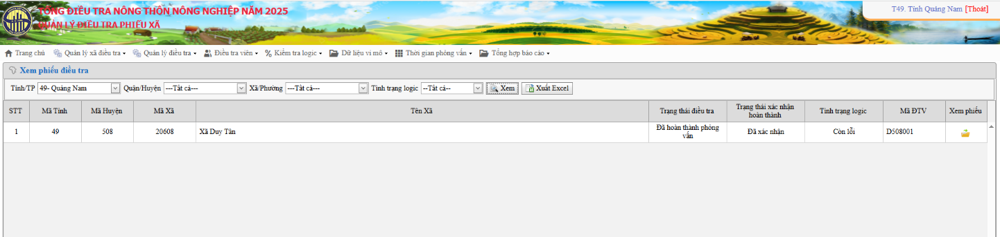 TỔNG ĐIỀU TRA NÔNG THÔN NÔNG NGHIỆP NĂM 2025
QUẢN LÝ ĐIỀU TRA PHIẾU XÃ
T49. Tỉnh Quảng Nam [Thoát]
Trang chủ Quản lý xã điều tra Quản lý điều tra Điều tra viên Kiểm tra logic Dữ liệu vi mô Thời gian phỏng vấn Tổng hợp báo cáo
Xem phiếu điều tra
Tỉnh/TP 49- Quảng Nam Quận/Huyện ---Tất cả--- Xã/Phường ---Tất cả--- Tình trạng logic --Tất cả-- Xem Xuất Excel
STT Mã Tỉnh Mã Huyện Mã Xã Tên Xã Trạng thái điều tra Trạng thái xác nhận hoàn thành Tình trạng logic Mã ĐTV Xem phiếu
1 49 508 20608 Xã Duy Tân Đã hoàn thành phỏng vấn Đã xác nhận Còn lỗi D508001